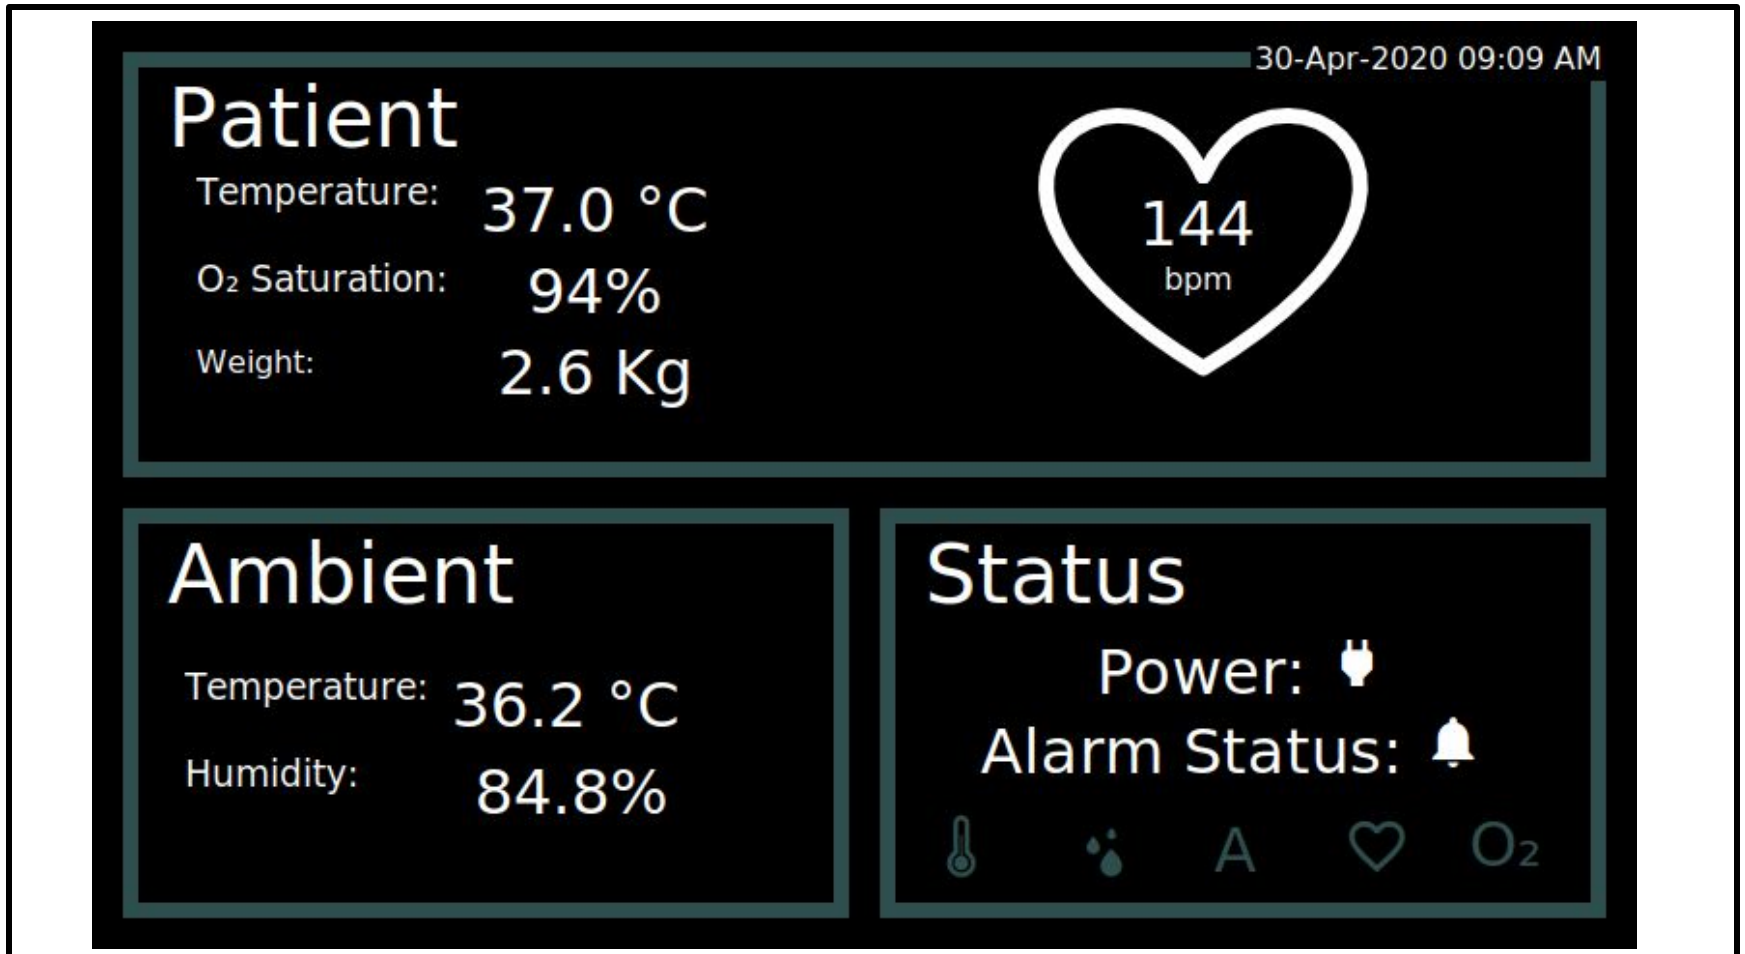 30-Apr-2020 09:09 AM
Patient
Temperature: 37.0 °C
O₂ Saturation: 94%
Weight: 2.6 Kg
144
bpm
Ambient
Temperature: 36.2 °C
Humidity: 84.8%
Status
Power:
Alarm Status:
A O₂